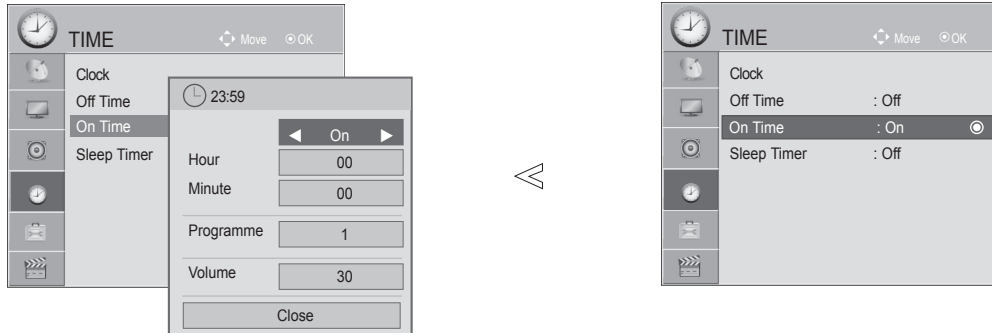 TIME Move OK
Clock
Off Time
On Time
Sleep Timer
23:59
On
Hour 00
Minute 00
Programme 1
Volume 30
Close
TIME Move OK
Clock
Off Time : Off
On Time : On
Sleep Timer : Off